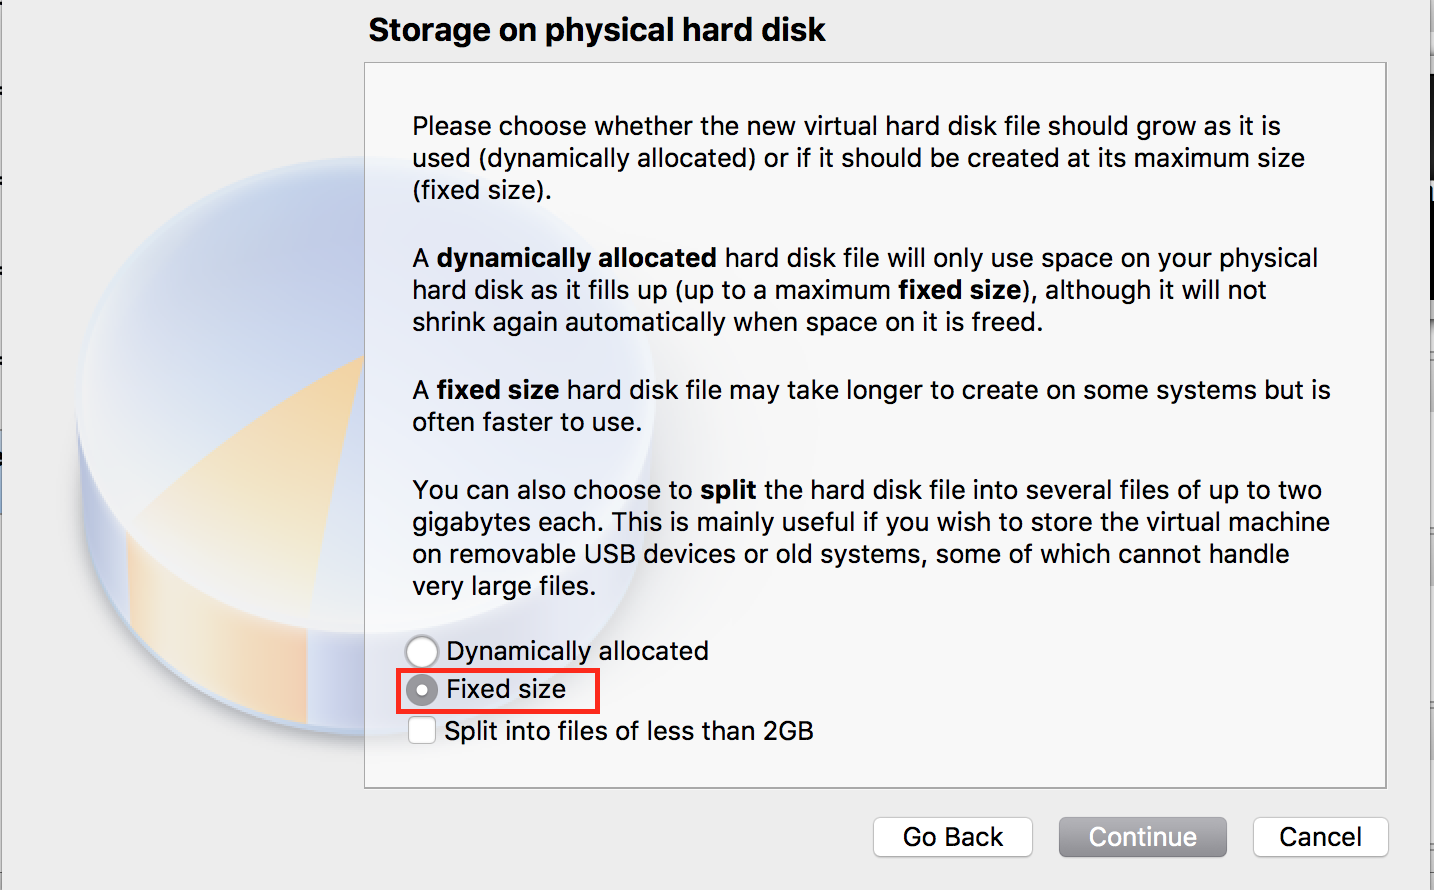 Storage on physical hard disk
Please choose whether the new virtual hard disk file should grow as it is
used (dynamically allocated) or if it should be created at its maximum size
(fixed size).
A dynamically allocated hard disk file will only use space on your physical
hard disk as it fills up (up to a maximum fixed size), although it will not
shrink again automatically when space on it is freed.
A fixed size hard disk file may take longer to create on some systems but is
often faster to use.
You can also choose to split the hard disk file into several files of up to two
gigabytes each. This is mainly useful if you wish to store the virtual machine
on removable USB devices or old systems, some of which cannot handle
very large files.
Dynamically allocated
Fixed size
Split into files of less than 2GB
Go Back Continue Cancel